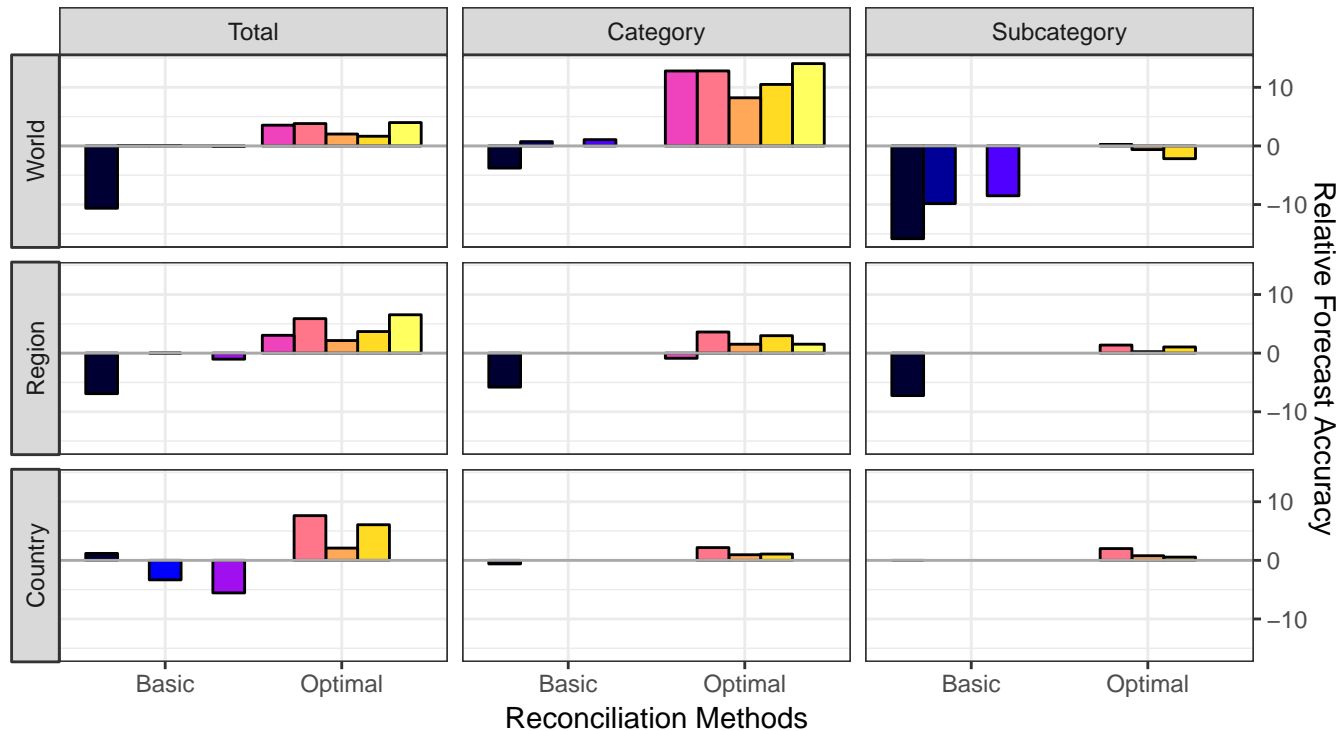 Total
Category
Subcategory
World
10
0
−10
Region
10
0
−10
Country
10
0
−10
Relative Forecast Accuracy
Basic
Optimal
Basic
Optimal
Basic
Optimal
Reconciliation Methods